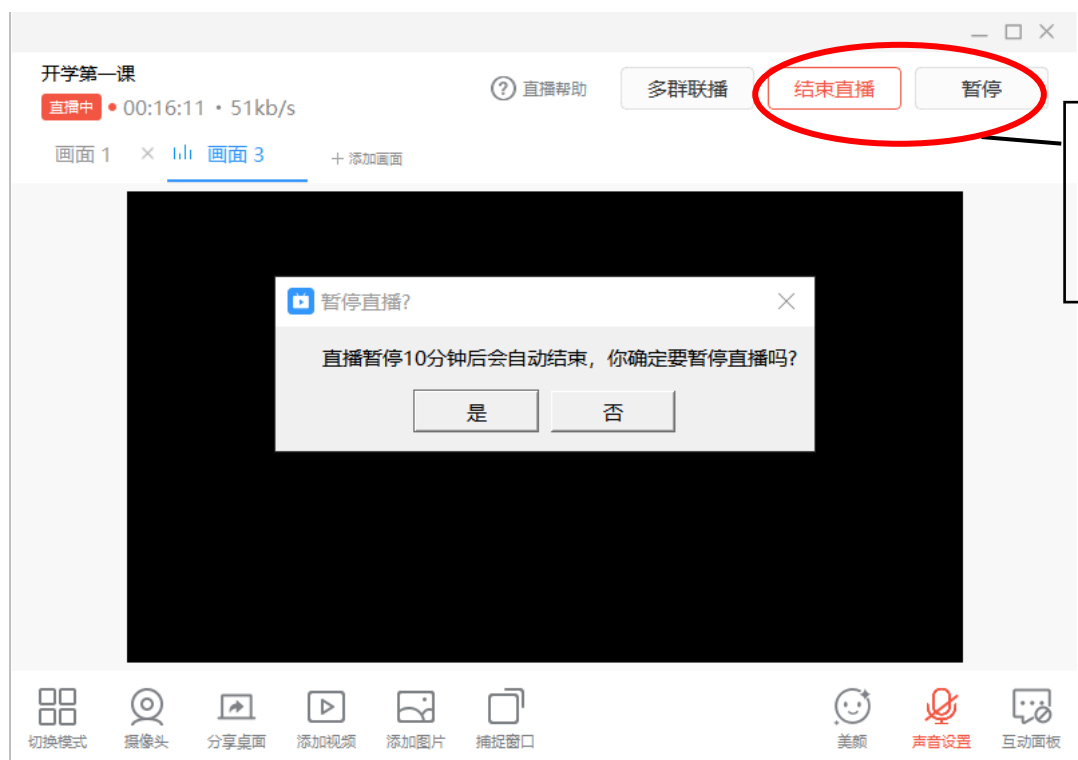 开学第一课
直播帮助
多群联播
结束直播
暂停
直播中 • 00:16:11 • 51kb/s
画面 1
画面 3
添加画面
暂停直播?
直播暂停10分钟后会自动结束，你确定要暂停直播吗?
是
否
切换模式
摄像头
分享桌面
添加视频
添加图片
捕捉窗口
美颜
声音设置
互动面板